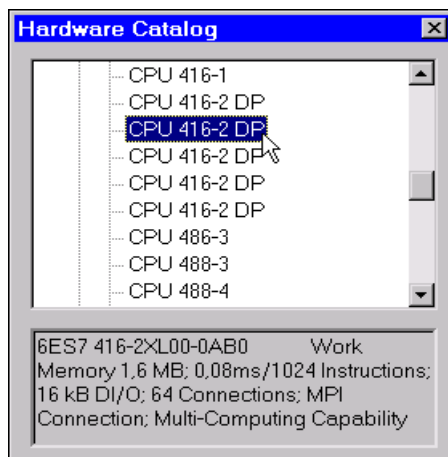 Hardware Catalog
CPU 416-1
CPU 416-2 DP
CPU 416-2 DP
CPU 416-2 DP
CPU 416-2 DP
CPU 416-2 DP
CPU 486-3
CPU 488-3
CPU 488-4
6ES7 416-2XL00-0AB0 Work
Memory 1,6 MB; 0,08ms/1024 Instructions;
16 kB DI/O; 64 Connections; MPI
Connection; Multi-Computing Capability